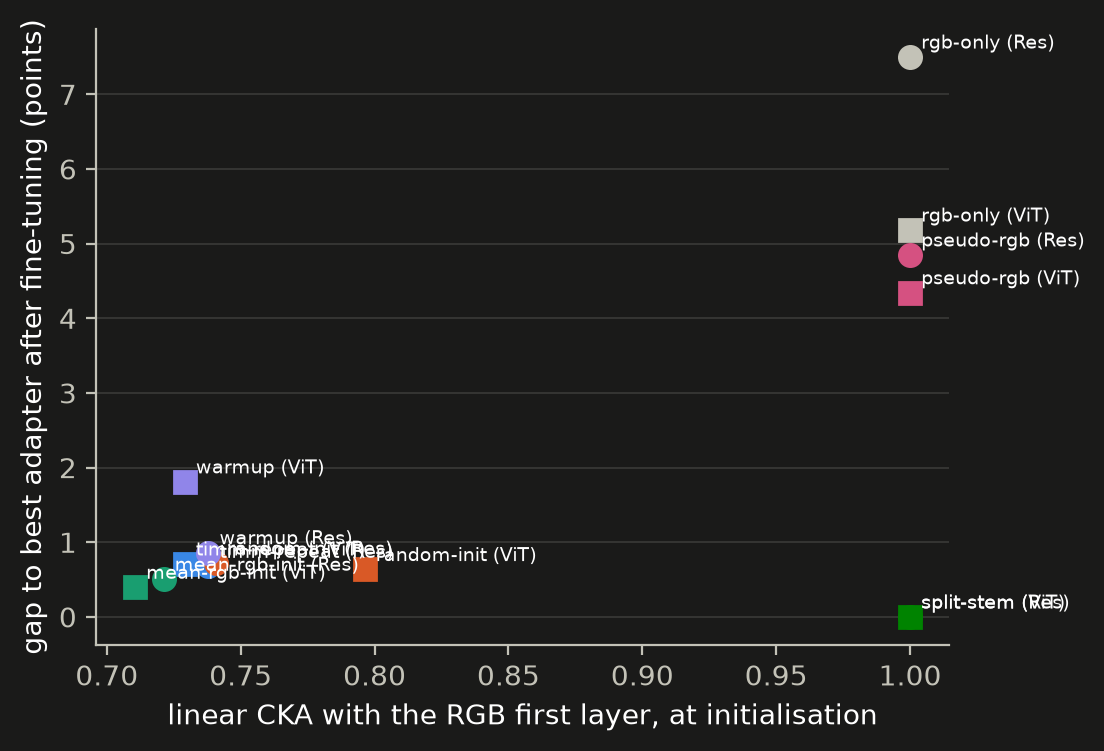 gap to best adapter after fine-tuning (points)
7
6
5
4
3
2
1
0
rgb-only (Res)
rgb-only (ViT)
pseudo-rgb (Res)
pseudo-rgb (ViT)
warmup (ViT)
warmup (Res)
random-init (ViT)
mean-rgb-init (Res)
mean-rgb-init (ViT)
split-stem
0.70 0.75 0.80 0.85 0.90 0.95 1.00
linear CKA with the RGB first layer, at initialisation